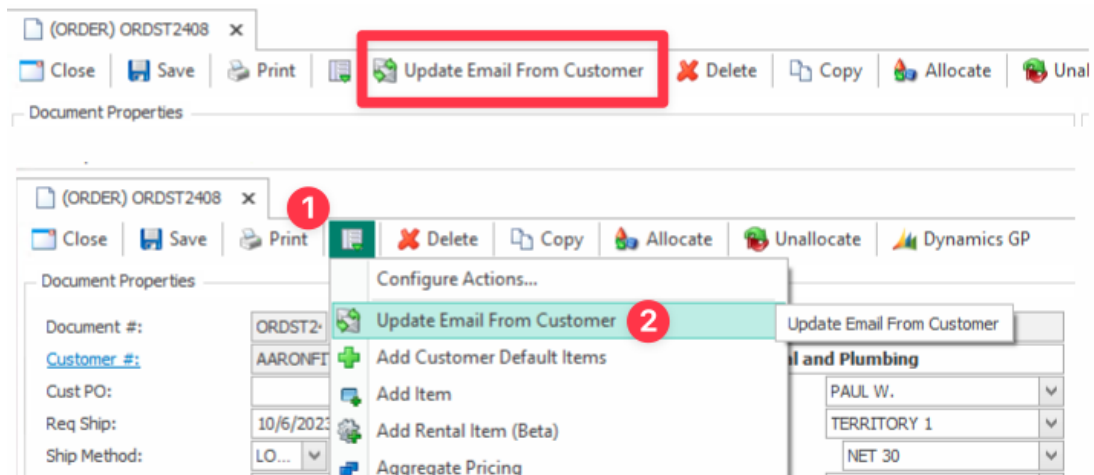 (ORDER) ORDST2408
Close Save Print Update Email From Customer Delete Copy Allocate
Document Properties
(ORDER) ORDST2408
1
Close Save Print Delete Copy Allocate Unallocate Dynamics GP
Document Properties
Configure Actions...
Document #: ORDST2 Update Email From Customer 2 Update Email From Customer
Customer #: AARONFIT Add Customer Default Items and Plumbing
Cust PO: Add Item PAUL W.
Req Ship: 10/6/2023 Add Rental Item (Beta) TERRITORY 1
Ship Method: LO... Aggregate Pricing NET 30